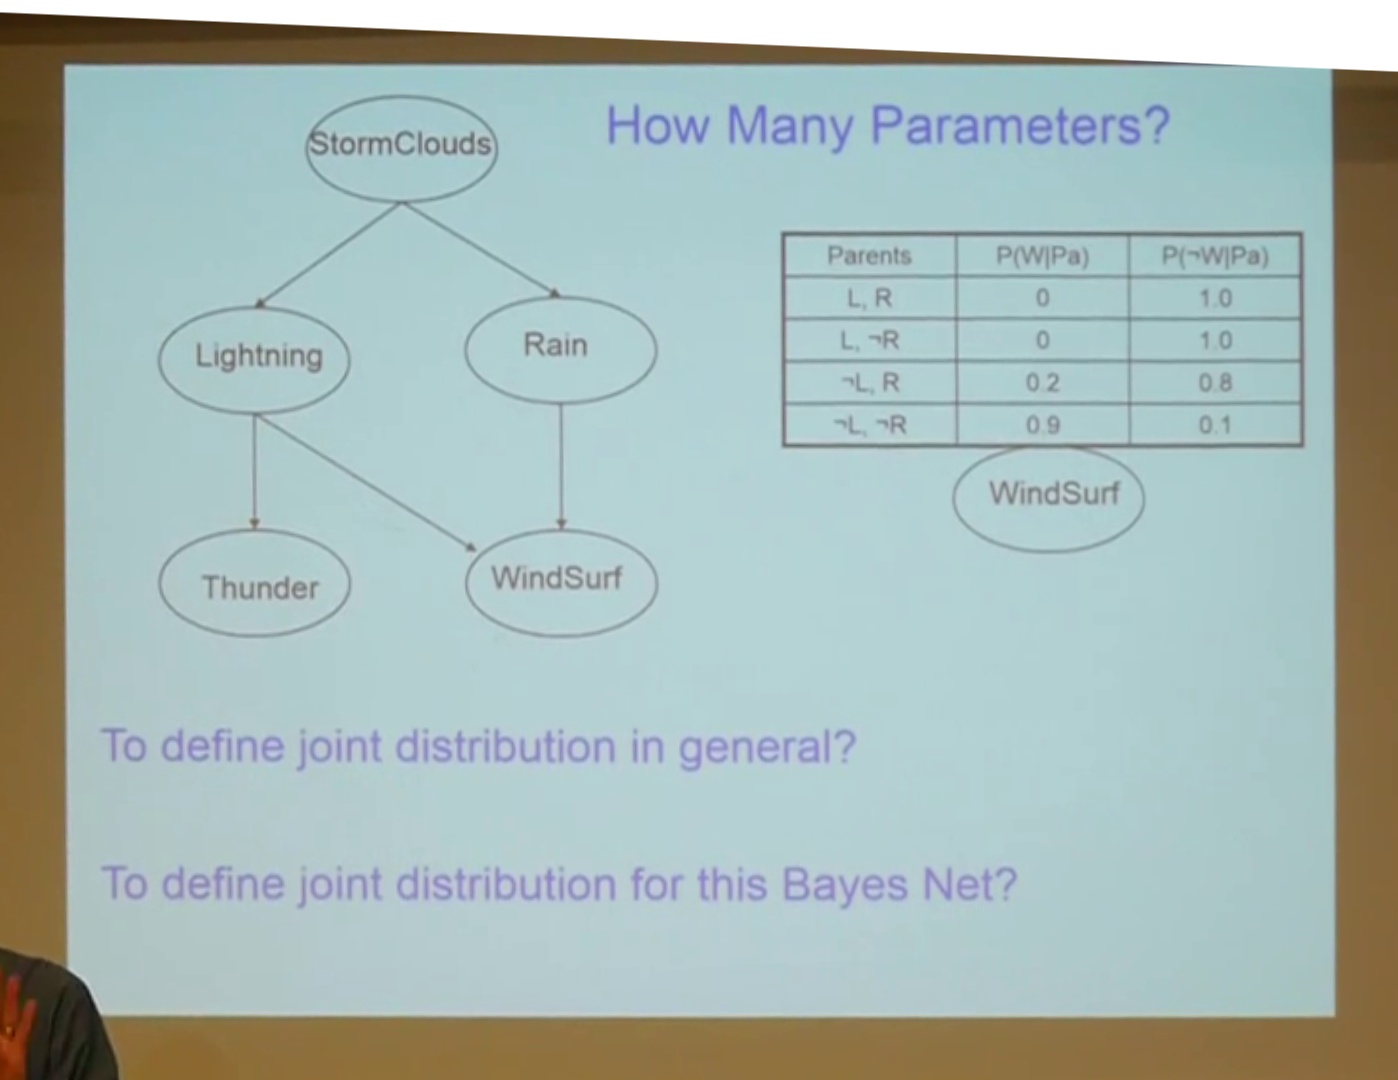 How Many Parameters?
StormClouds
Lightning
Rain
Thunder
WindSurf
Parents P(W|Pa) P(¬W|Pa)
L, R 0 1.0
L, ¬R 0 1.0
¬L, R 0.2 0.8
¬L, ¬R 0.9 0.1
WindSurf
To define joint distribution in general?
To define joint distribution for this Bayes Net?